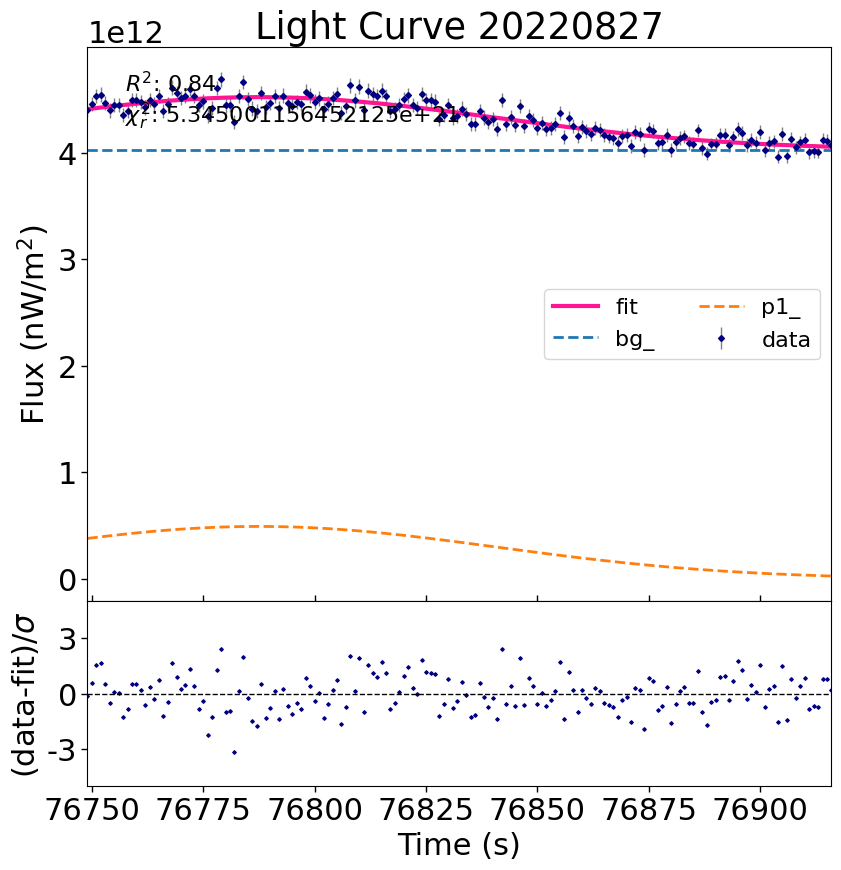 Light Curve 20220827
1e12
R²: 0.84
χ²ᵣ: 5.345001156452125e+21
4
3
2
1
0
Flux (nW/m²)
fit
bg_
p1_
data
3
0
-3
(data-fit)/σ
76750 76775 76800 76825 76850 76875 76900
Time (s)